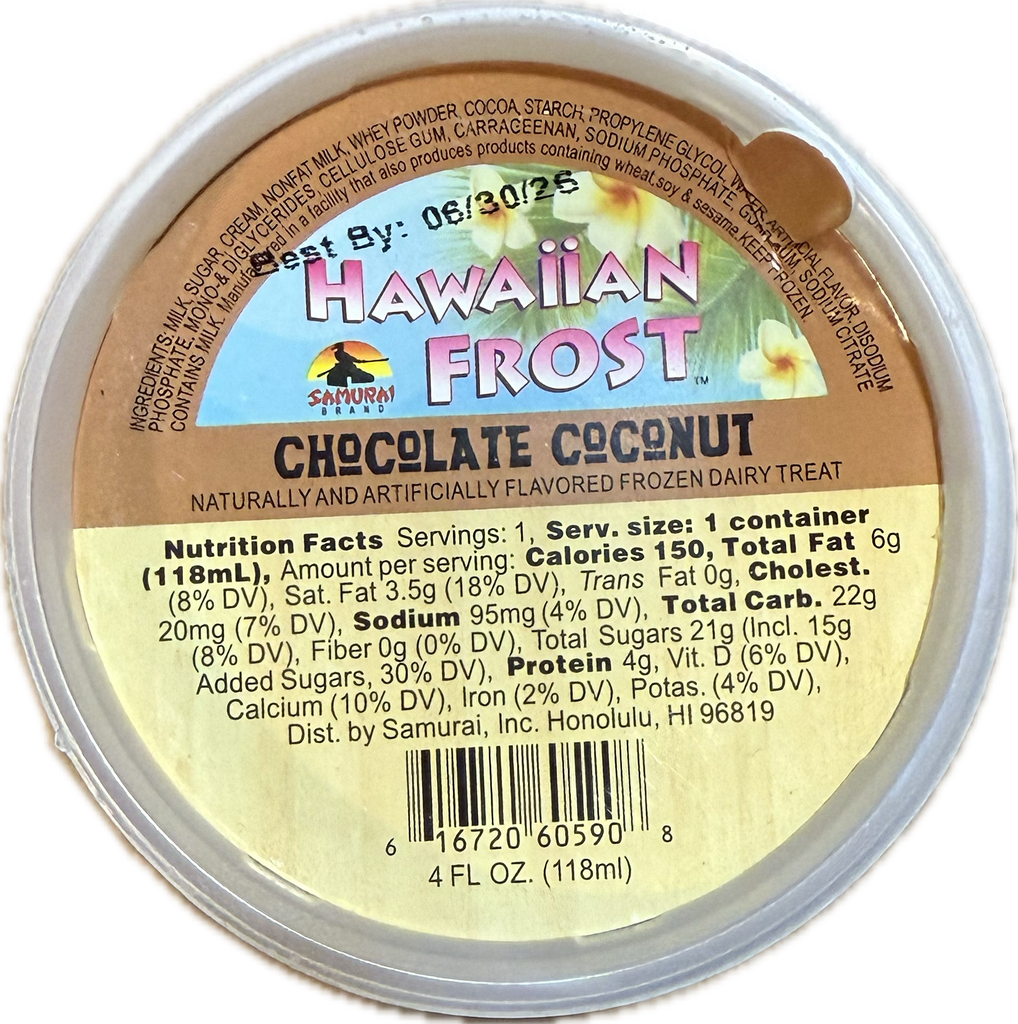 INGREDIENTS: MILK, SUGAR CREAM, NONFAT MILK, WHEY POWDER, COCOA, STARCH, PROPYLENE GLYCOL, ARTIFICIAL FLAVOR, DISODIUM
PHOSPHATE, MONO-& DIGLYCERIDES, CELLULOSE GUM, CARRAGEENAN, SODIUM PHOSPHATE, SODIUM CITRATE
CONTAINS MILK, Manufactured in a facility that also produces products containing wheat,soy & sesame. KEEP FROZEN.
Best By: 06/30/26
HAWAIIAN
FROST™
SAMURAI
BRAND
CHOCOLATE COCONUT
NATURALLY AND ARTIFICIALLY FLAVORED FROZEN DAIRY TREAT
Nutrition Facts Servings: 1, Serv. size: 1 container
(118mL), Amount per serving: Calories 150, Total Fat 6g
(8% DV), Sat. Fat 3.5g (18% DV), Trans Fat 0g, Cholest.
20mg (7% DV), Sodium 95mg (4% DV), Total Carb. 22g
(8% DV), Fiber 0g (0% DV), Total Sugars 21g (Incl. 15g
Added Sugars, 30% DV), Protein 4g, Vit. D (6% DV),
Calcium (10% DV), Iron (2% DV), Potas. (4% DV),
Dist. by Samurai, Inc. Honolulu, HI 96819
6 16720 60590 8
4 FL OZ. (118ml)